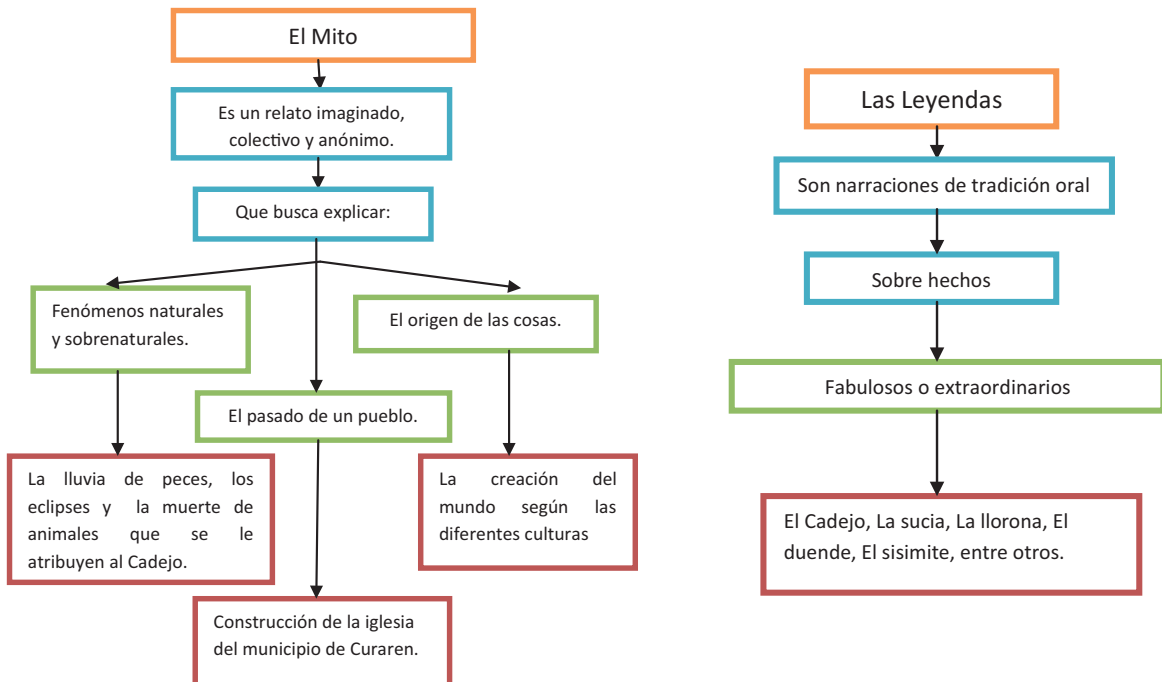 El Mito
Es un relato imaginado,
colectivo y anónimo.
Que busca explicar:
Fenómenos naturales
y sobrenaturales.
El origen de las cosas.
El pasado de un pueblo.
La lluvia de peces, los
eclipses y la muerte de
animales que se le
atribuyen al Cadejo.
La creación del
mundo según las
diferentes culturas
Construcción de la iglesia
del municipio de Curaren.
Las Leyendas
Son narraciones de tradición oral
Sobre hechos
Fabulosos o extraordinarios
El Cadejo, La sucia, La llorona, El
duende, El sisimite, entre otros.